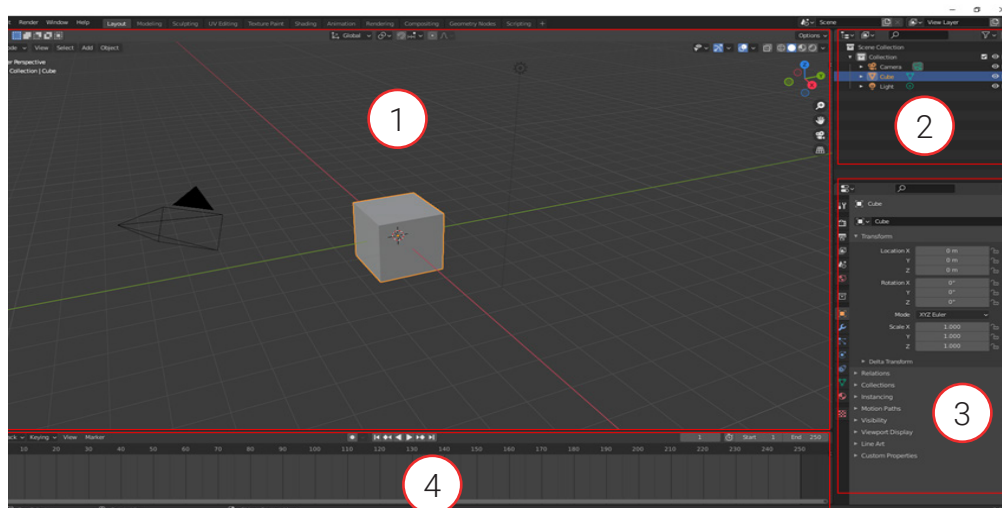 Render Window Help Layout Modeling Sculpting UV Editing Texture Paint Shading Animation Rendering Compositing Geometry Nodes Scripting + Scene View Layer
Global Options
View Select Add Object
Perspective
Collection | Cube
1
Z
Y
X
Scene Collection
Collection
Camera
Cube
Light
2
Cube
Cube
Transform
Location X 0 m
Y 0 m
Z 0 m
Rotation X 0°
Y 0°
Z 0°
Mode XYZ Euler
Scale X 1.000
Y 1.000
Z 1.000
Delta Transform
Relations
Collections
Instancing
Motion Paths
Visibility
Viewport Display
Line Art
Custom Properties
3
Keying View Marker 1 Start 1 End 250
10 20 30 40 50 60 70 80 90 100 110 120 130 140 150 160 170 180 190 200 210 220 230 240 250
4